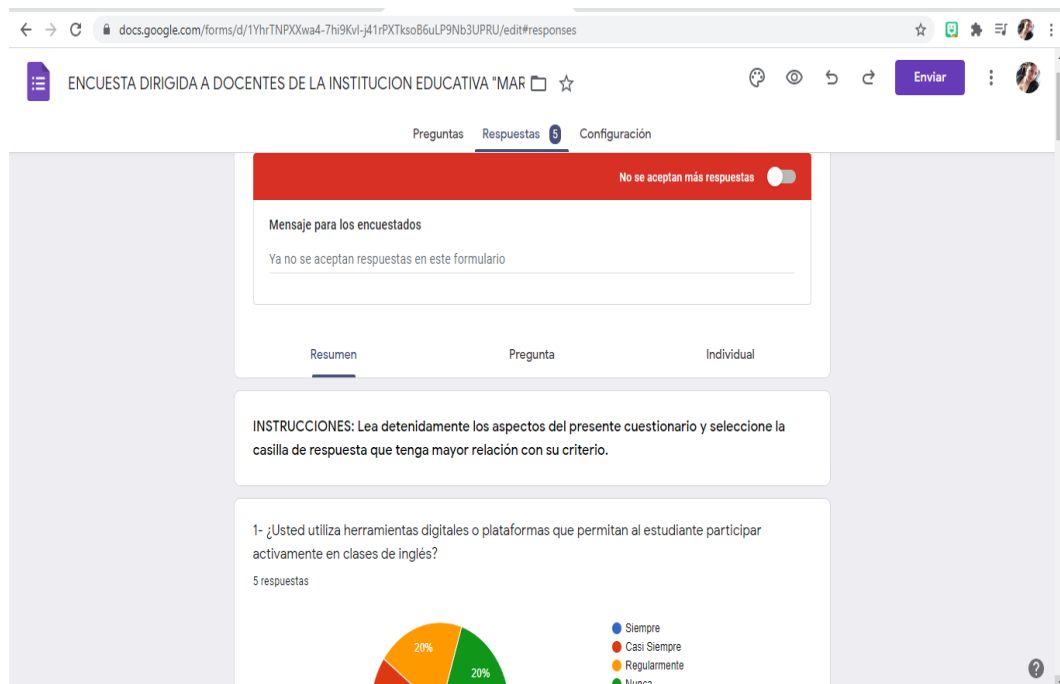 docs.google.com/forms/d/1YhrTNPXXwa4-7hi9KvI-j41rPXTksoB6uLP9Nb3UPRU/edit#responses
ENCUESTA DIRIGIDA A DOCENTES DE LA INSTITUCION EDUCATIVA "MAR
Enviar
Preguntas Respuestas 5 Configuración
No se aceptan más respuestas
Mensaje para los encuestados
Ya no se aceptan respuestas en este formulario
Resumen Pregunta Individual
INSTRUCCIONES: Lea detenidamente los aspectos del presente cuestionario y seleccione la
casilla de respuesta que tenga mayor relación con su criterio.
1- ¿Usted utiliza herramientas digitales o plataformas que permitan al estudiante participar
activamente en clases de inglés?
5 respuestas
Siempre
20% Casi Siempre
Regularmente
20% Nunca